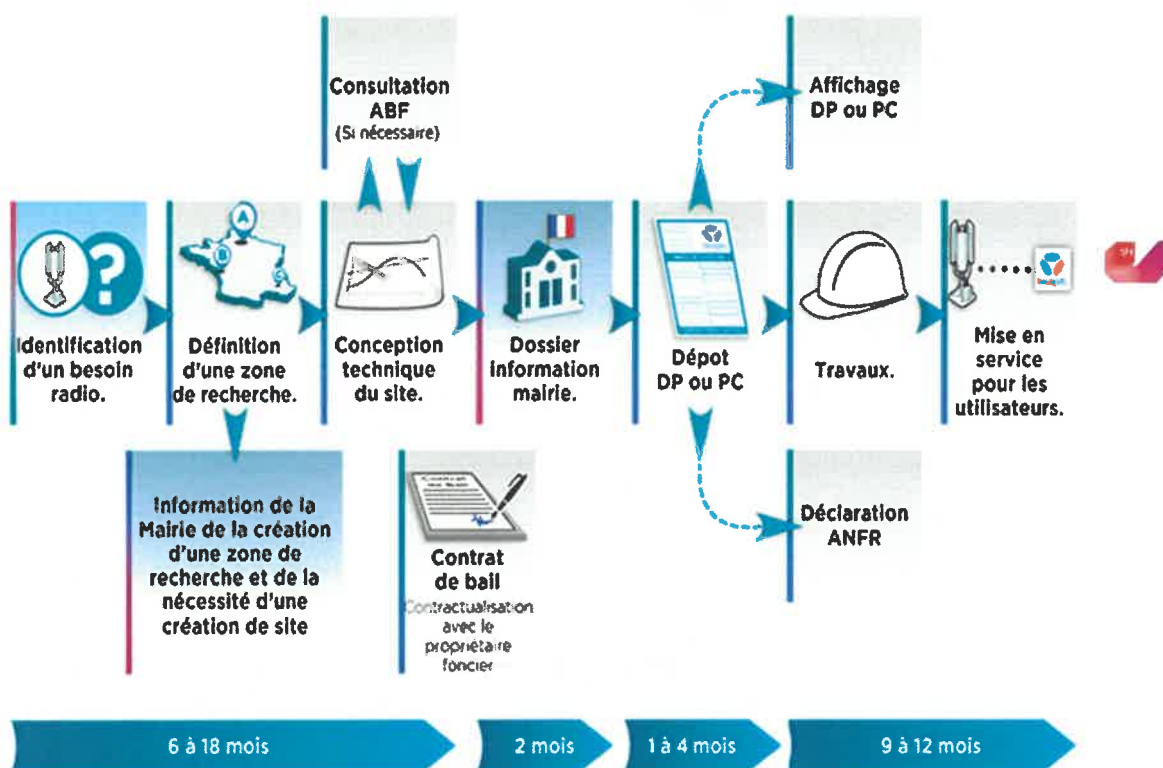 Consultation
ABF
(Si nécessaire)
Affichage
DP ou PC
A
B
Identification
d'un besoin
radio.
Définition
d'une zone
de recherche.
Conception
technique
du site.
Dossier
information
mairie.
Dépot
DP ou PC
Travaux.
Mise en
service
pour les
utilisateurs.
Information de la
Mairie de la création
d'une zone de
recherche et de la
nécessité d'une
création de site
Contrat
de bail
Contrat
de bail
Contractualisation
avec le
propriétaire
foncier
Déclaration
ANFR
6 à 18 mois
2 mois
1 à 4 mois
9 à 12 mois